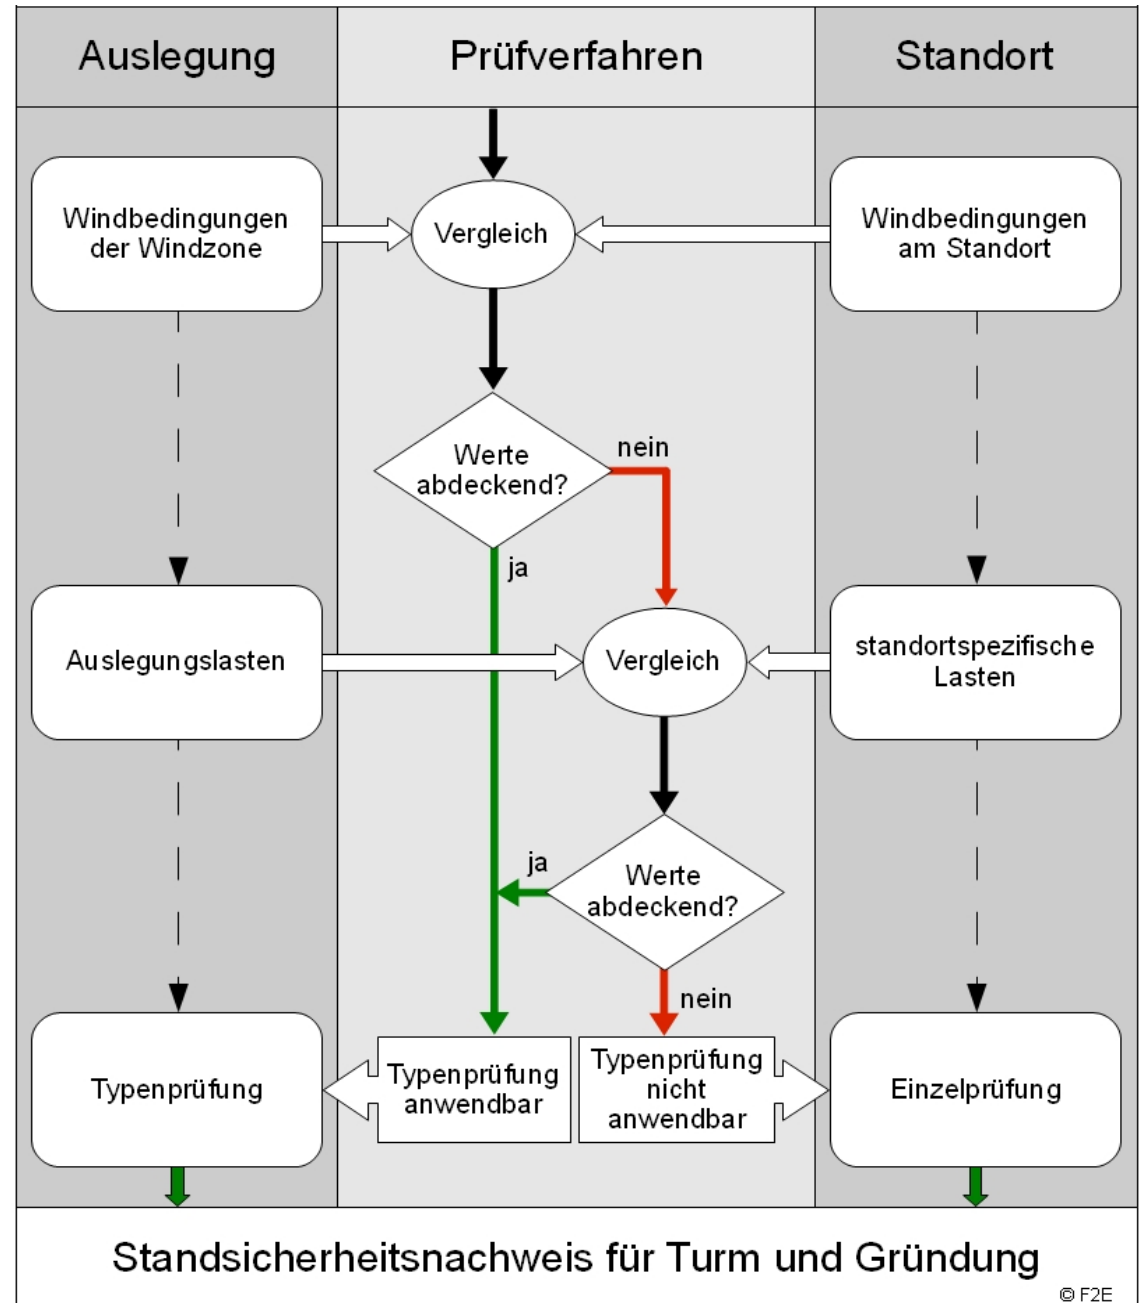 Auslegung
Prüfverfahren
Standort
Windbedingungen
der Windzone
Vergleich
Windbedingungen
am Standort
Werte
abdeckend?
nein
ja
Auslegungslasten
Vergleich
standortspezifische
Lasten
ja
Werte
abdeckend?
nein
Typenprüfung
Typenprüfung
anwendbar
Typenprüfung
nicht
anwendbar
Einzelprüfung
Standsicherheitsnachweis für Turm und Gründung
© F2E